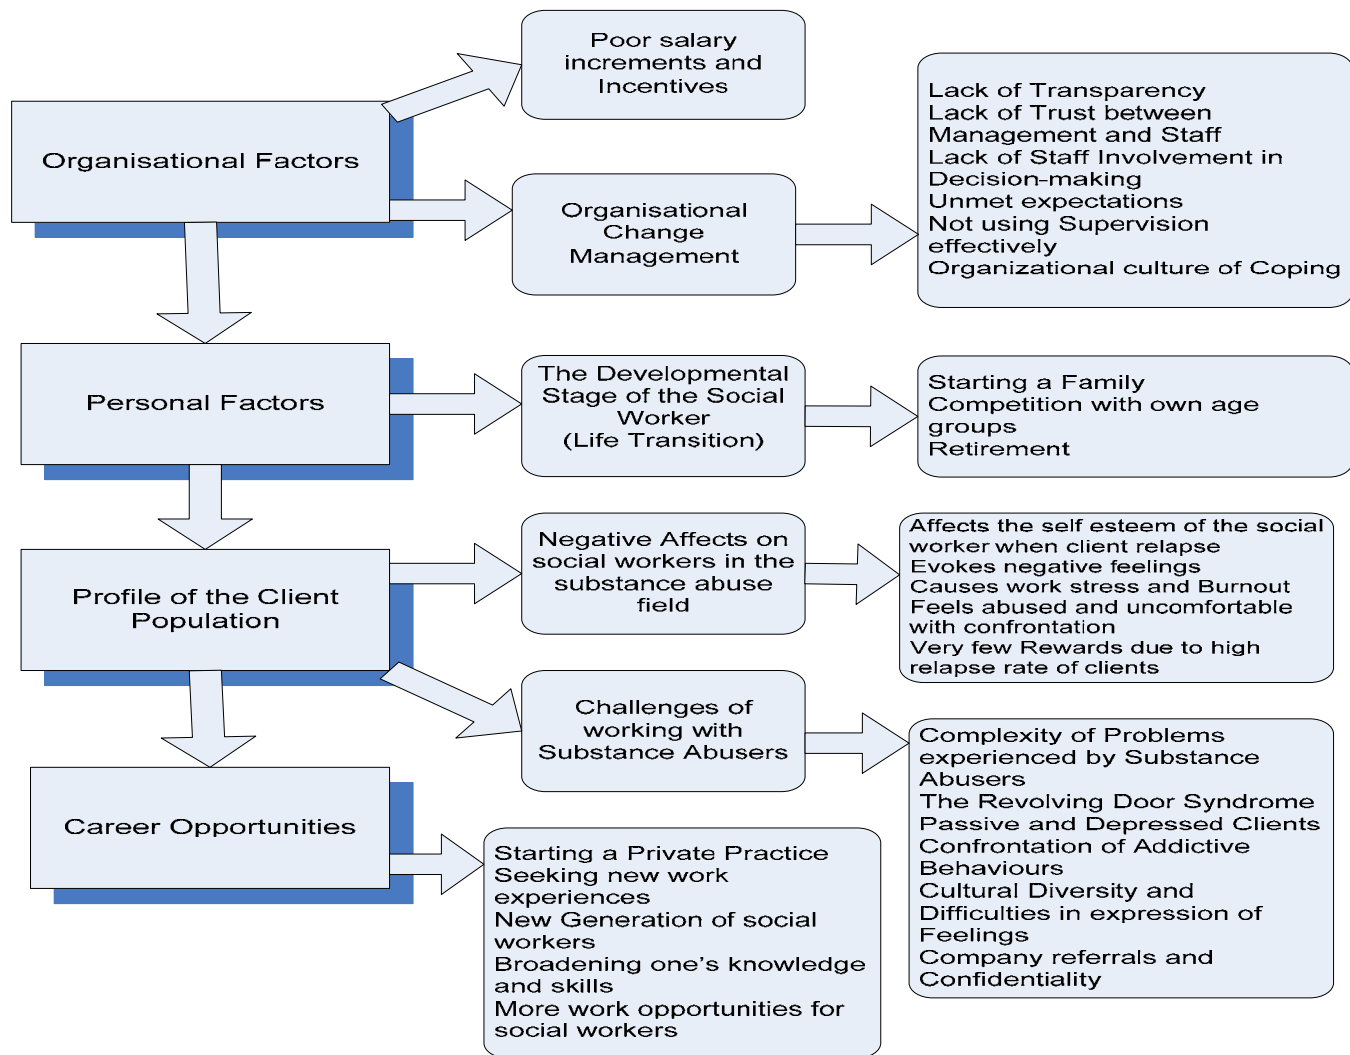 Poor salary
increments and
Incentives
Organisational Factors
Organisational
Change
Management
Lack of Transparency
Lack of Trust between
Management and Staff
Lack of Staff Involvement in
Decision-making
Unmet expectations
Not using Supervision
effectively
Organizational culture of Coping
Personal Factors
The Developmental
Stage of the Social
Worker
(Life Transition)
Starting a Family
Competition with own age
groups
Retirement
Profile of the Client
Population
Negative Affects on
social workers in the
substance abuse
field
Affects the self esteem of the social
worker when client relapse
Evokes negative feelings
Causes work stress and Burnout
Feels abused and uncomfortable
with confrontation
Very few Rewards due to high
relapse rate of clients
Challenges of
working with
Substance Abusers
Complexity of Problems
experienced by Substance
Abusers
The Revolving Door Syndrome
Passive and Depressed Clients
Confrontation of Addictive
Behaviours
Cultural Diversity and
Difficulties in expression of
Feelings
Company referrals and
Confidentiality
Career Opportunities
Starting a Private Practice
Seeking new work
experiences
New Generation of social
workers
Broadening one's knowledge
and skills
More work opportunities for
social workers